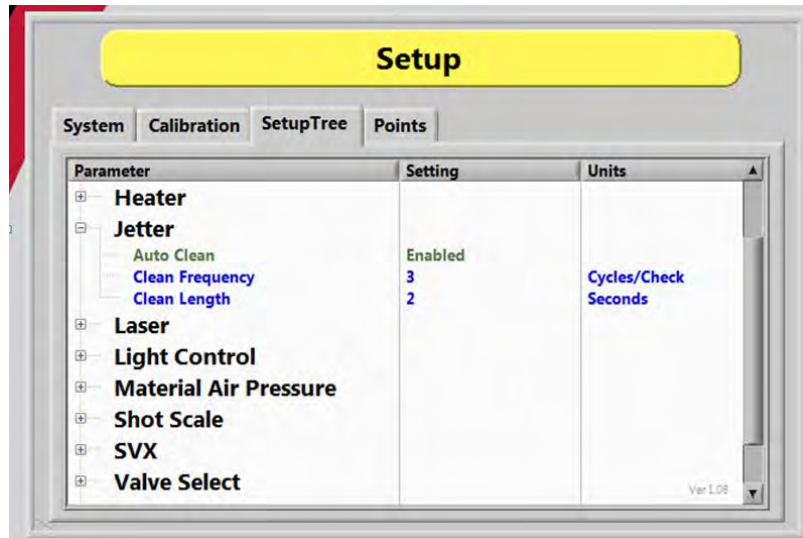 Setup
System Calibration SetupTree Points
Parameter Setting Units
Heater
Jetter
Auto Clean Enabled
Clean Frequency 3 Cycles/Check
Clean Length 2 Seconds
Laser
Light Control
Material Air Pressure
Shot Scale
SVX
Valve Select
Ver 1.08